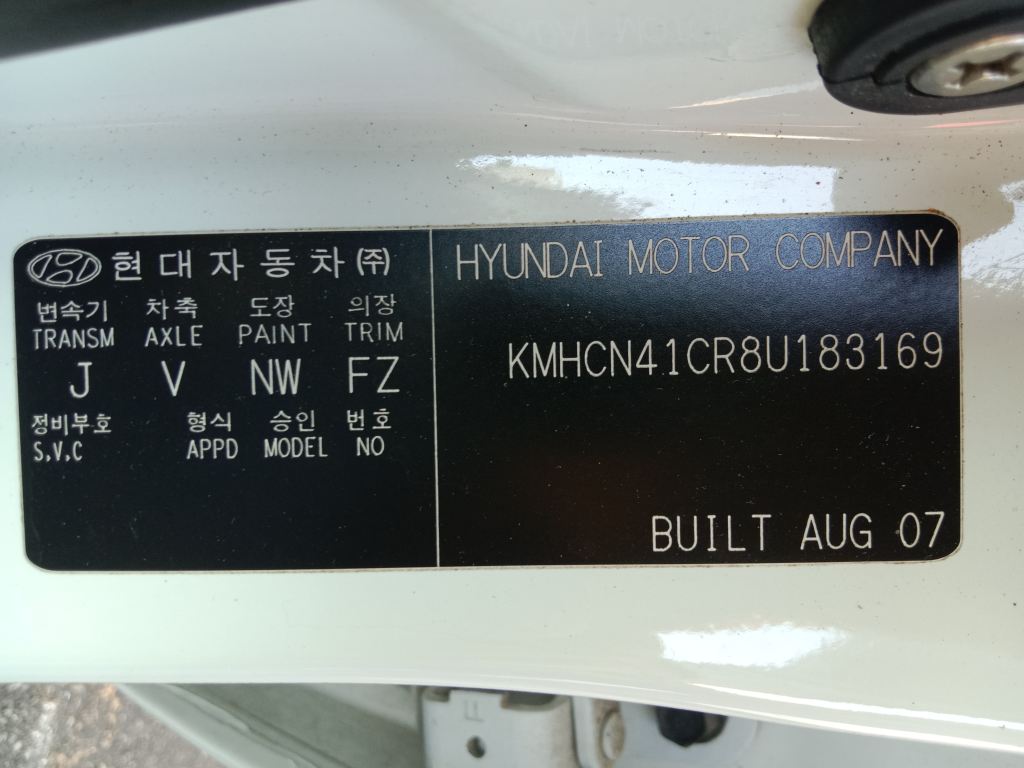 현대자동차㈜
변속기 차축 도장 의장
TRANSM AXLE PAINT TRIM
J V NW FZ
정비부호 형식 승인 번호
S,V,C APPD MODEL NO
HYUNDAI MOTOR COMPANY
KMHCN41CR8U183169
BUILT AUG 07